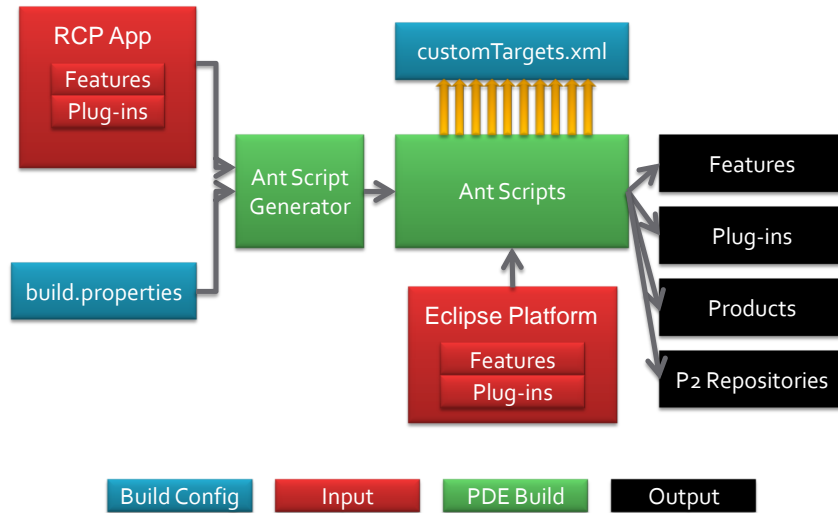 RCP App
Features
Plug-ins
customTargets.xml
Ant Script
Generator
Ant Scripts
Features
Plug-ins
Products
P2 Repositories
build.properties
Eclipse Platform
Features
Plug-ins
Build Config
Input
PDE Build
Output